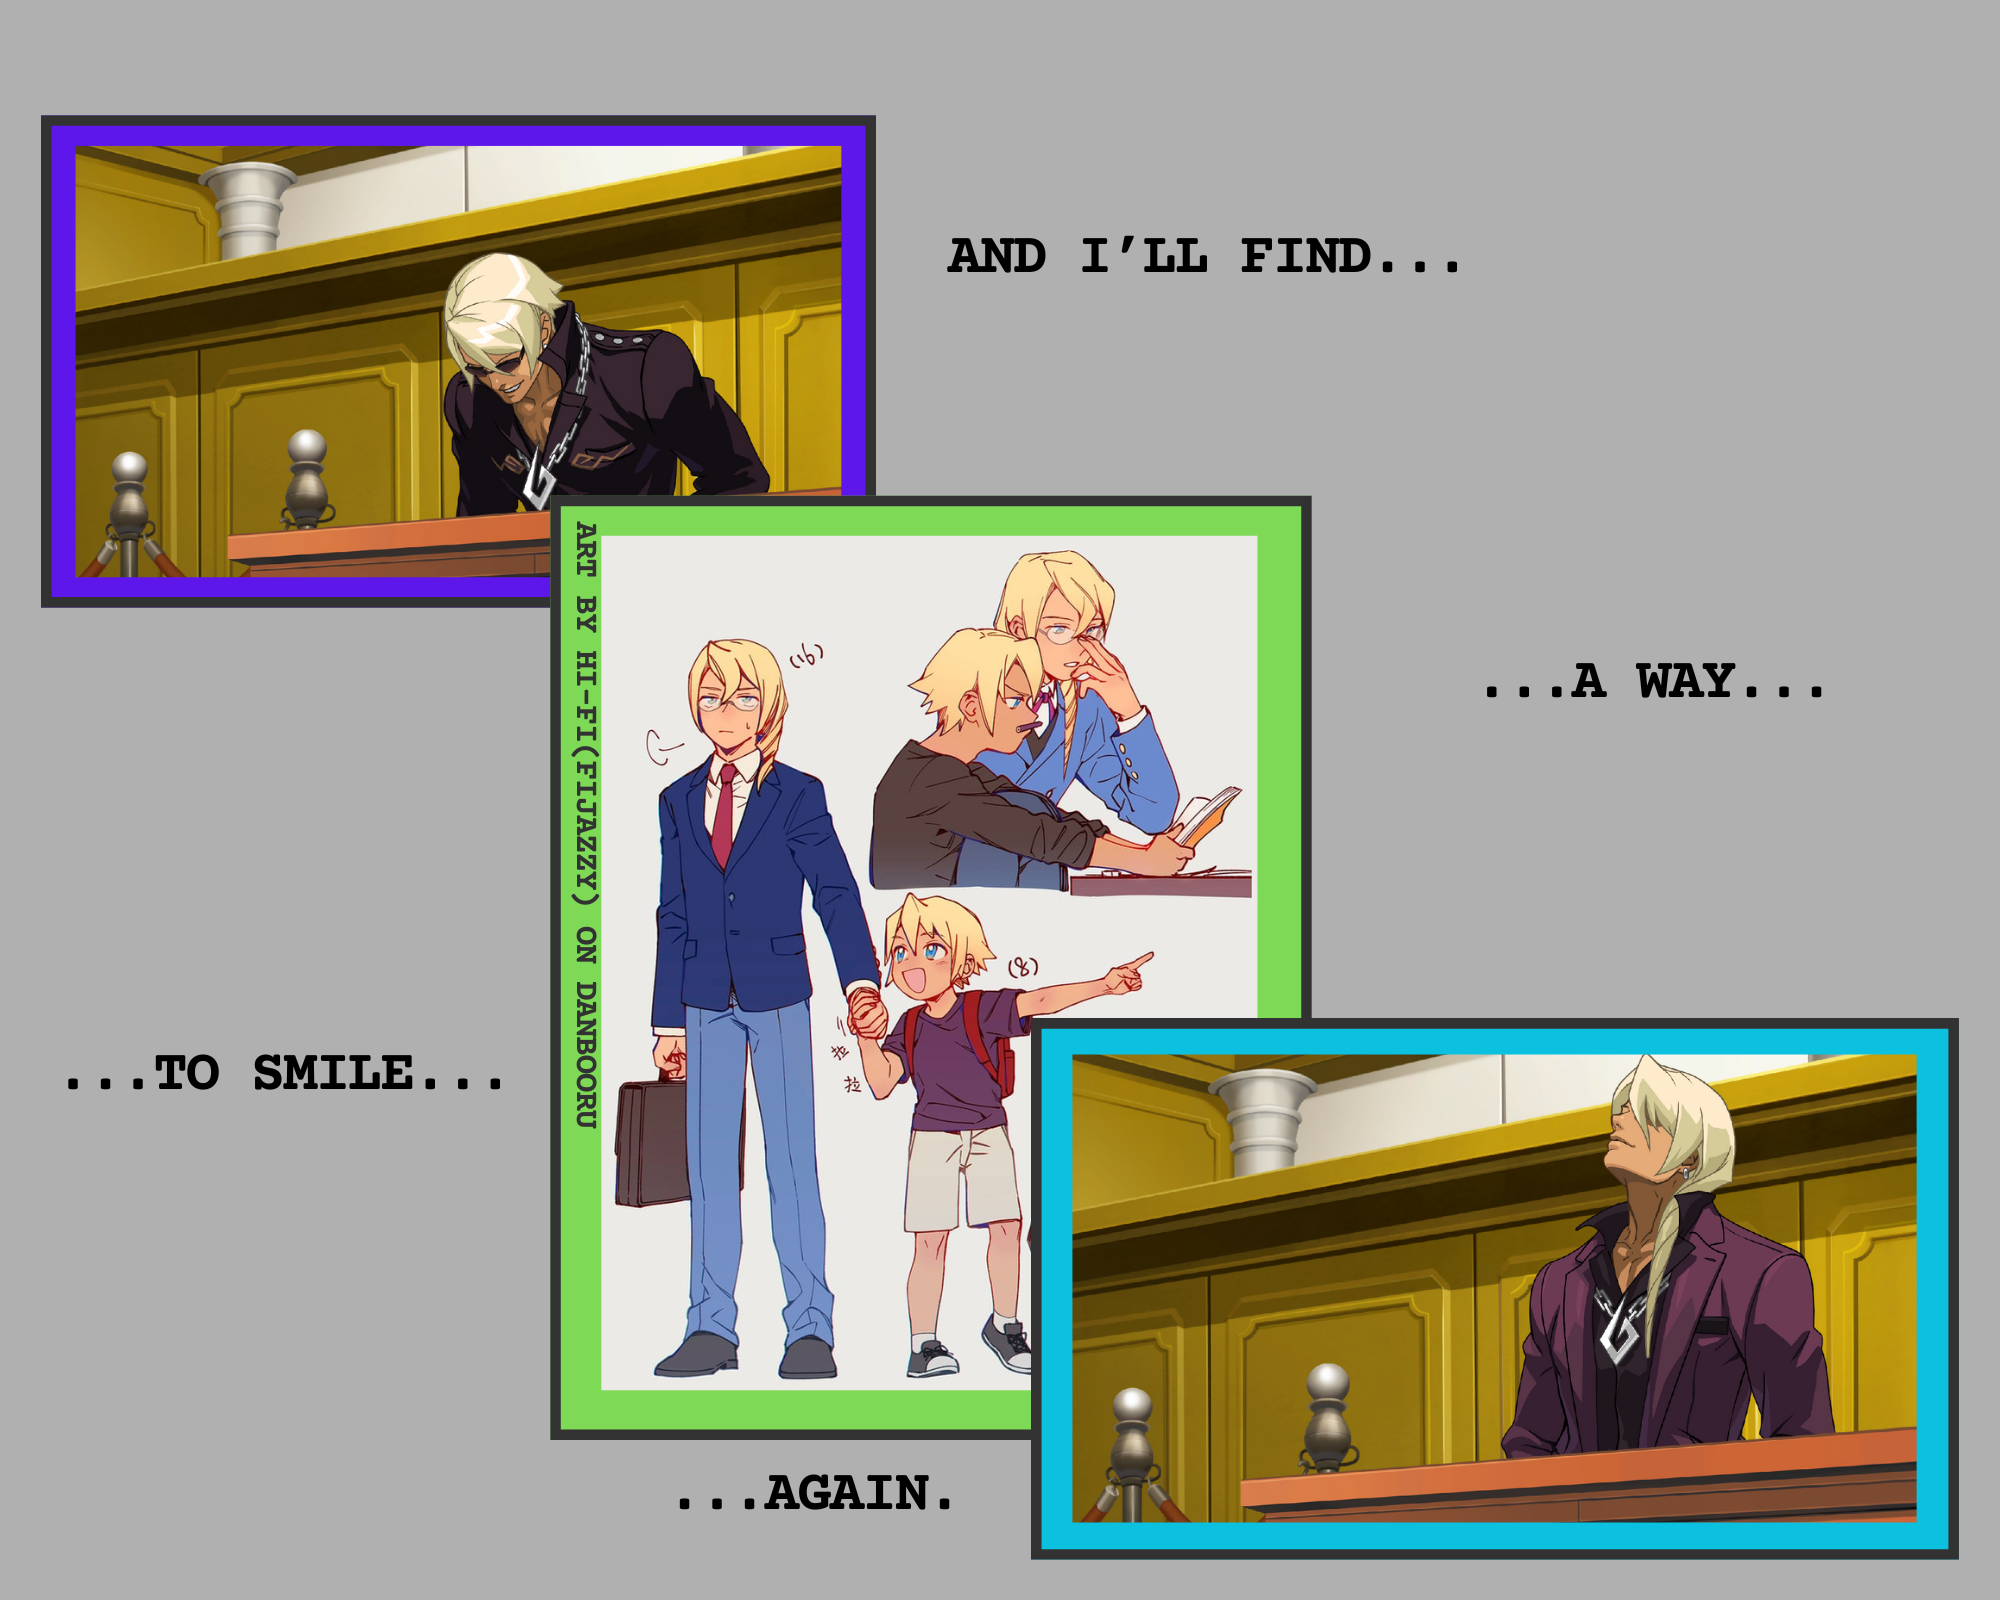 AND I’LL FIND...
ART BY HI-FI(FIJAZZY) ON DANBOORU
(16)
...A WAY...
(8)
拉
拉
...TO SMILE...
...AGAIN.